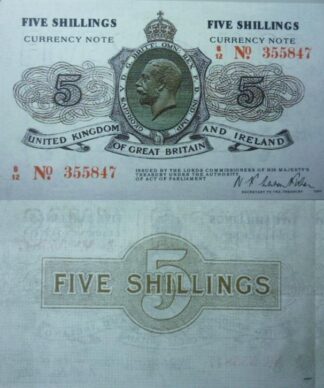 FIVE SHILLINGS FIVE SHILLINGS
CURRENCY NOTE CURRENCY NOTE
B/12 No 355847
5 5
UNITED KINGDOM OF GREAT BRITAIN AND IRELAND
B/12 No 355847
ISSUED BY THE LORDS COMMISSIONERS OF HIS MAJESTY'S
TREASURY UNDER THE AUTHORITY
OF ACT OF PARLIAMENT
SECRETARY TO THE TREASURY
5
FIVE SHILLINGS